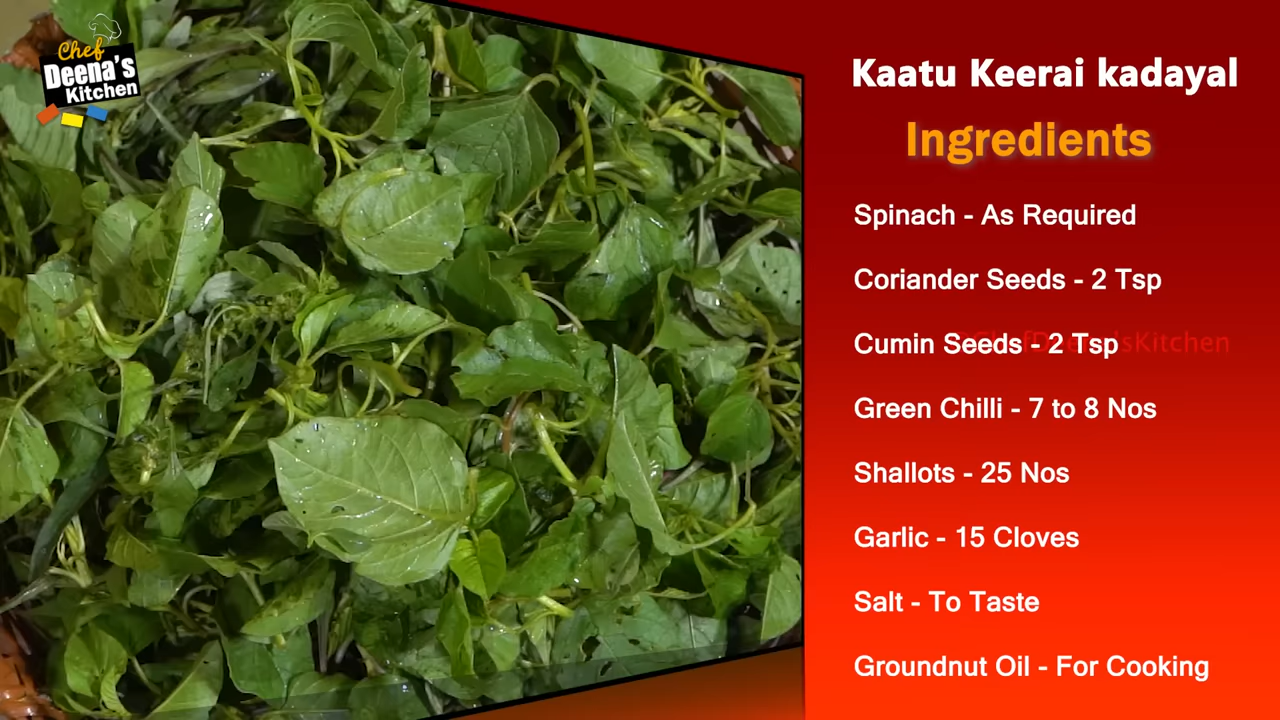 Chef
Deena's
Kitchen
Kaatu Keerai kadayal
Ingredients
Spinach - As Required
Coriander Seeds - 2 Tsp
Cumin Seeds - 2 Tsp
Green Chilli - 7 to 8 Nos
Shallots - 25 Nos
Garlic - 15 Cloves
Salt - To Taste
Groundnut Oil - For Cooking